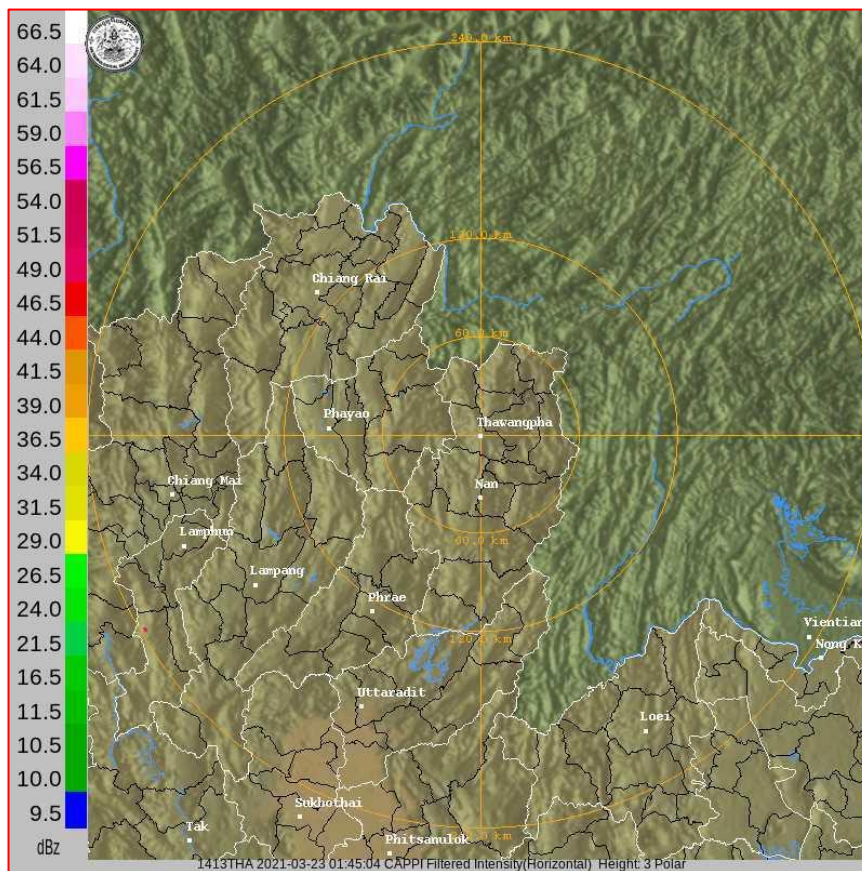 66.5
64.0
61.5
59.0
56.5
54.0
51.5
49.0
46.5
44.0
41.5
39.0
36.5
34.0
31.5
29.0
26.5
24.0
21.5
16.5
11.5
10.5
10.0
9.5
dBz
240.0 km
120.0 km
Chiang Rai
60.0 km
Phayao
Thawangpha
Chiang Mai
Nan
Lamphun
60.0 km
Lampang
Phrae
120.0 km
Vientian
Nong K
Uttaradit
Loei
Sukhothai
Tak
Phitsanulok
1413THA 2021-03-23 01:45:04 CAPPI Filtered Intensity(Horizontal) Height: 3 Polar